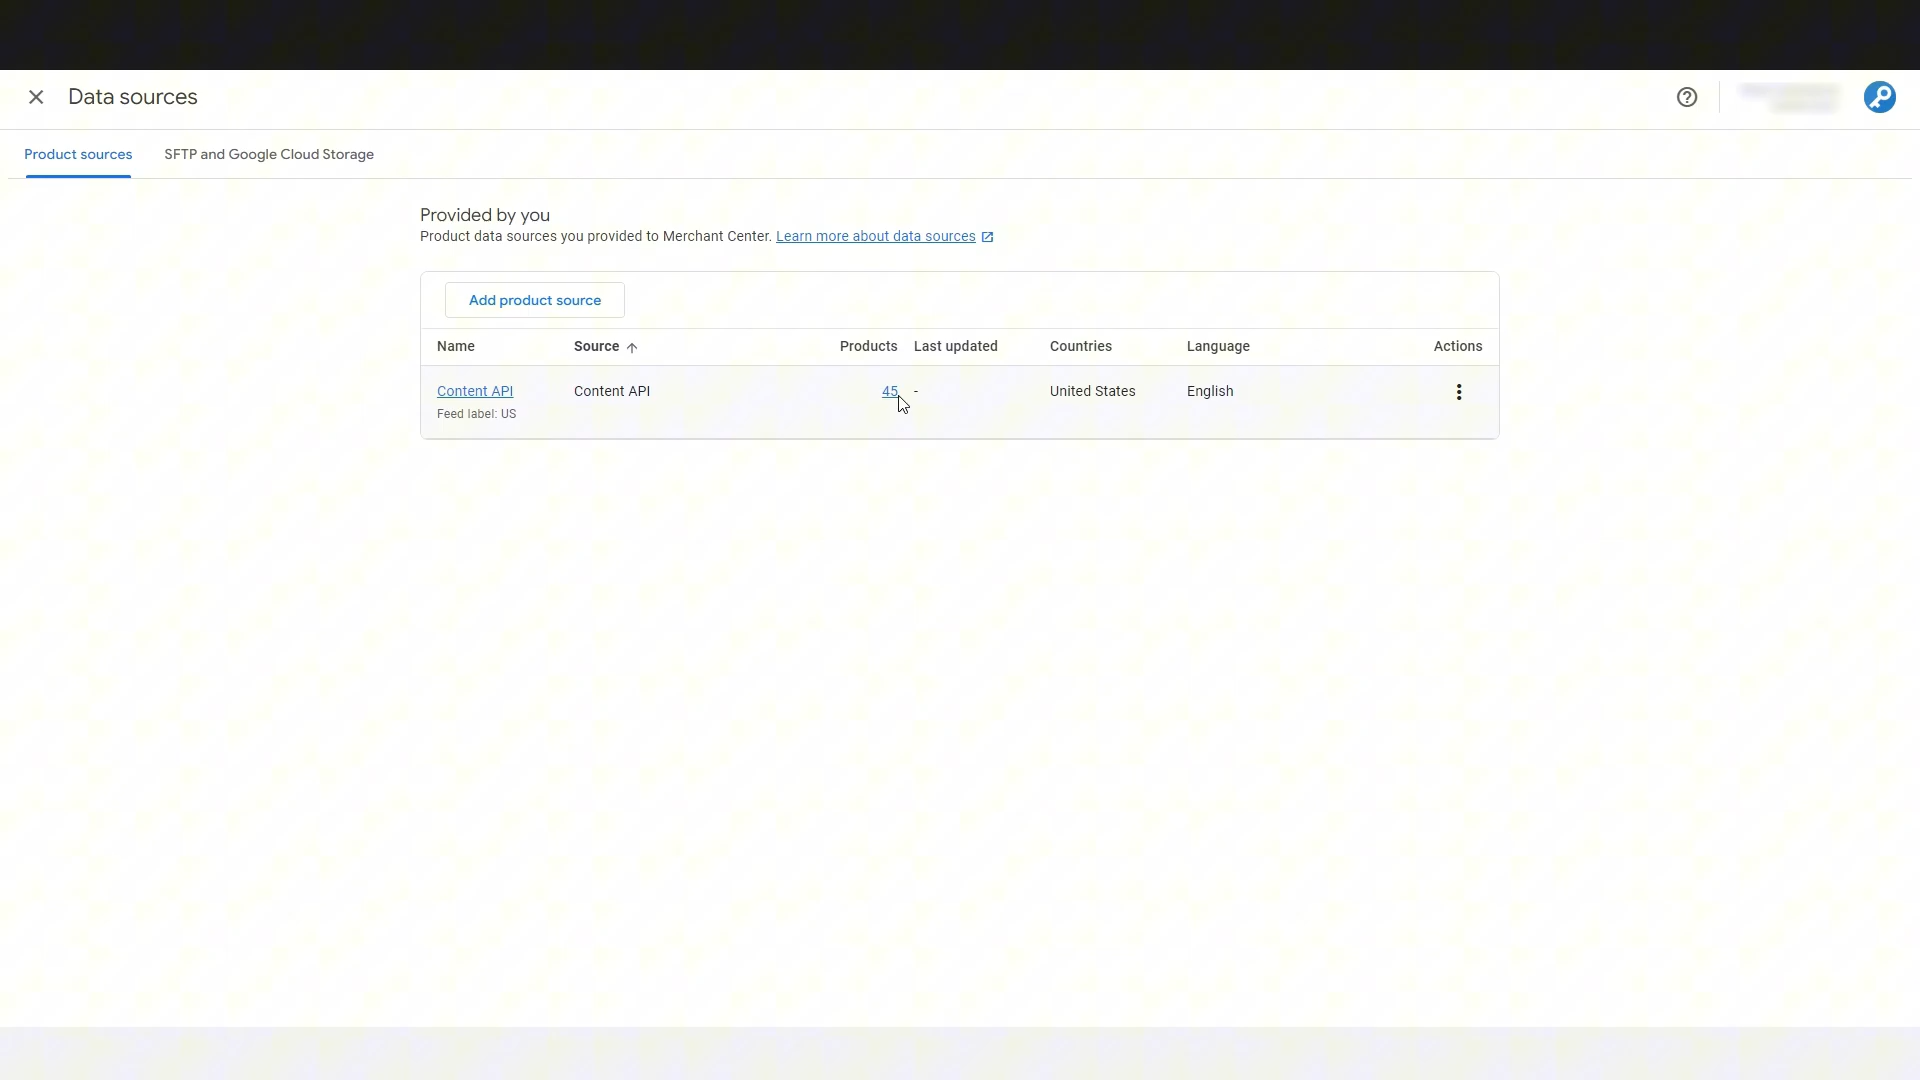 Data sources
Product sources
SFTP and Google Cloud Storage
Provided by you
Product data sources you provided to Merchant Center. Learn more about data sources
Add product source
Name Source Products Last updated Countries Language Actions
Content API Content API 45 - United States English
Feed label: US